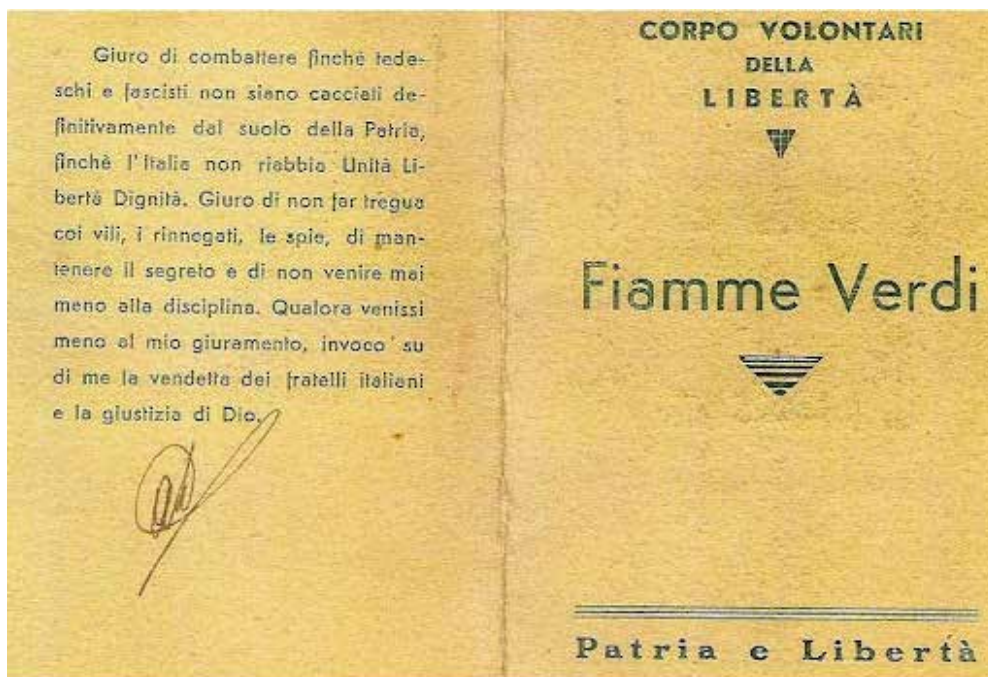 Giuro di combattere finchè tede-
schi e fascisti non siano cacciati de-
finitivamente dal suolo della Patria,
finchè l'Italia non riabbia Unità Li-
bertà Dignità. Giuro di non far tregua
coi vili, i rinnegati, le spie, di man-
tenere il segreto e di non venire mai
meno alla disciplina. Qualora venissi
meno al mio giuramento, invoco su
di me la vendetta dei fratelli italiani
e la giustizia di Dio.
CORPO VOLONTARI
DELLA
LIBERTÀ
Fiamme Verdi
Patria e Libertà